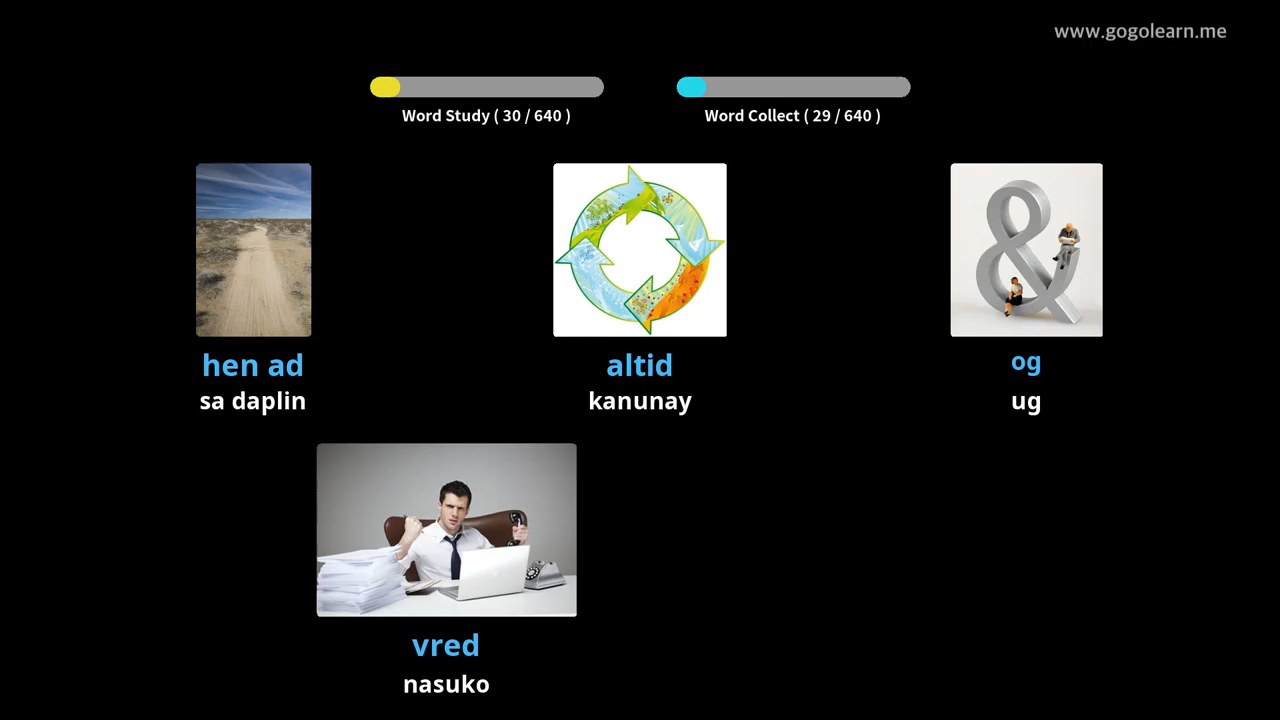 www.gogolearn.me
Word Study ( 30 / 640 )
Word Collect ( 29 / 640 )
hen ad
sa daplin
altid
kanunay
&
og
ug
vred
nasuko